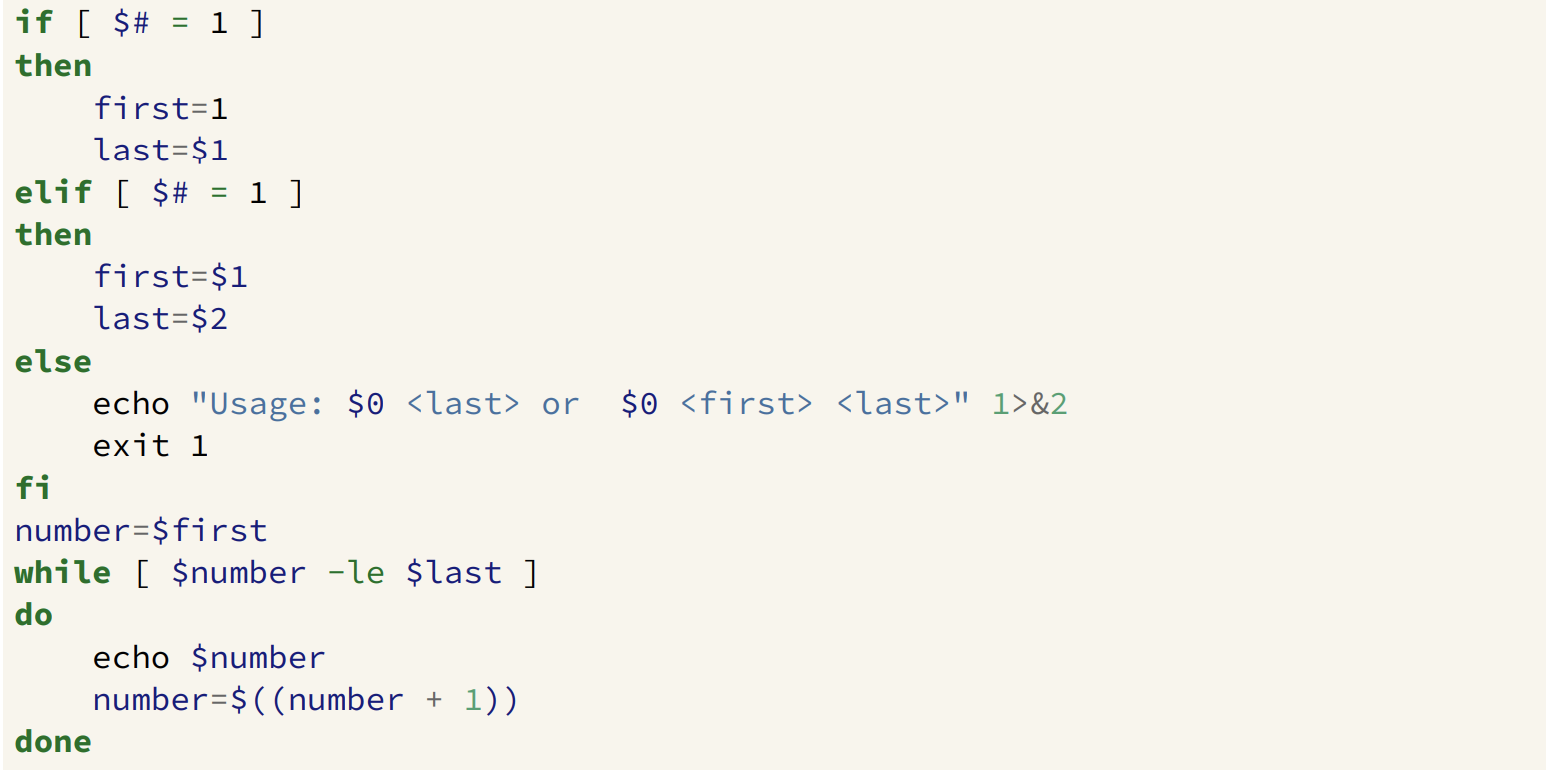 if [ $# = 1 ]
then
    first=1
    last=$1
elif [ $# = 1 ]
then
    first=$1
    last=$2
else
    echo "Usage: $0 <last> or  $0 <first> <last>" 1>&2
    exit 1
fi
number=$first
while [ $number -le $last ]
do
    echo $number
    number=$((number + 1))
done